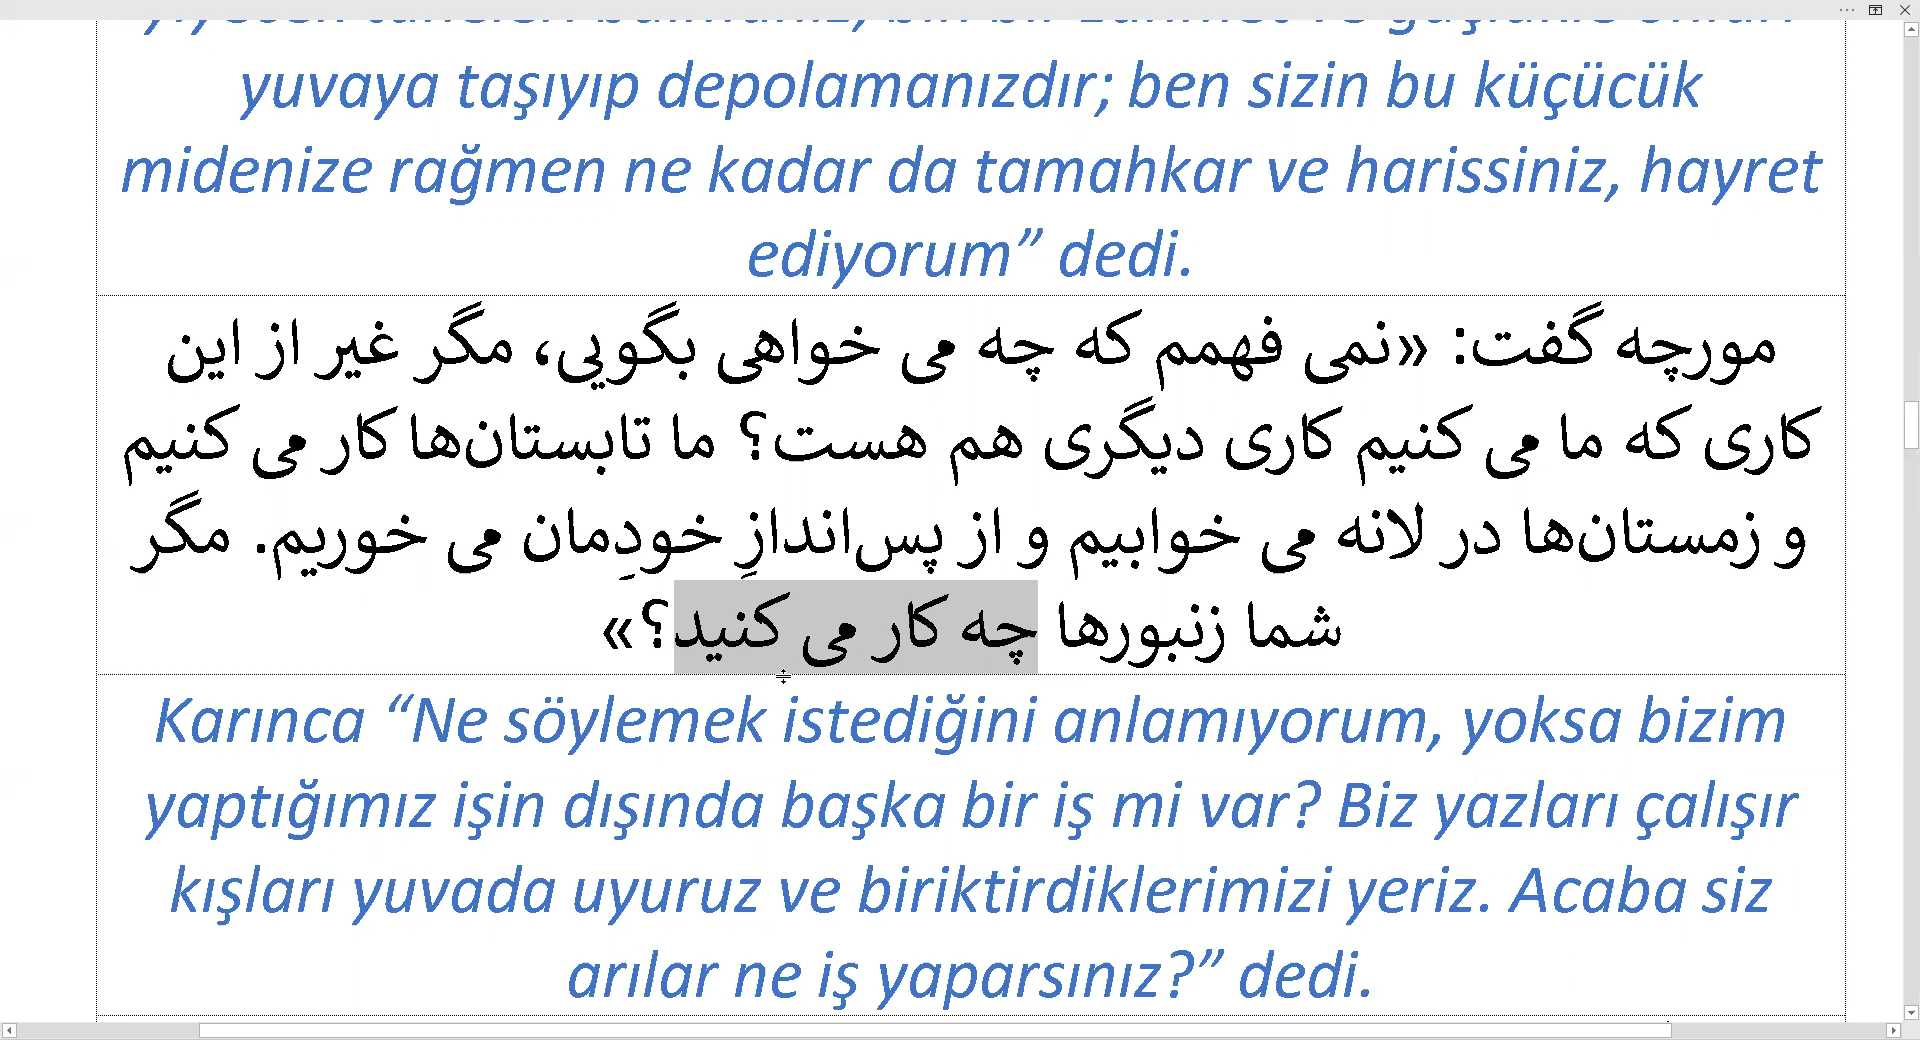 yuvaya taşıyıp depolamanızdır; ben sizin bu küçücük
midenize rağmen ne kadar da tamahkar ve harissiniz, hayret
ediyorum” dedi.
مورچه گفت: «نمی فهمم که چه می خواهی بگویی، مگر غیر از این
کاری که ما می کنیم کاری دیگری هم هست؟ ما تابستان‌ها کار می کنیم
و زمستان‌ها در لانه می خوابیم و از پس‌اندازِ خودِمان می خوریم. مگر
شما زنبورها چه کار می کنید؟»
Karınca “Ne söylemek istediğini anlamıyorum, yoksa bizim
yaptığımız işin dışında başka bir iş mi var? Biz yazları çalışır
kışları yuvada uyuruz ve biriktirdiklerimizi yeriz. Acaba siz
arılar ne iş yaparsınız?” dedi.